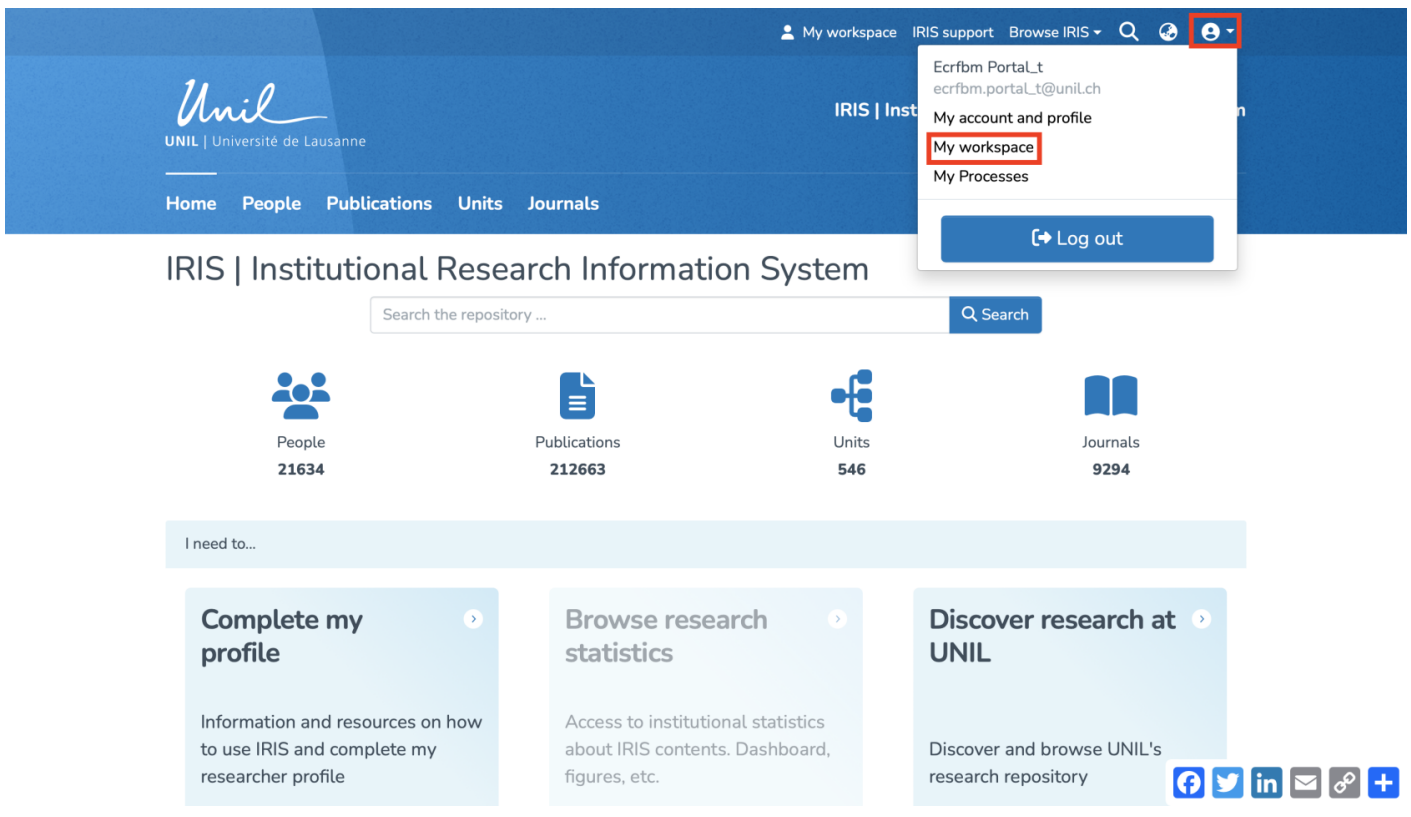 My workspace IRIS support Browse IRIS
Ecrfbm Portal_t
ecrfbm.portal_t@unil.ch
My account and profile
My workspace
My Processes
Log out
Unil
UNIL | Université de Lausanne
IRIS | Inst
Home People Publications Units Journals
IRIS | Institutional Research Information System
Search the repository ...
Search
People
21634
Publications
212663
Units
546
Journals
9294
I need to...
Complete my
profile
Information and resources on how
to use IRIS and complete my
researcher profile
Browse research
statistics
Access to institutional statistics
about IRIS contents. Dashboard,
figures, etc.
Discover research at
UNIL
Discover and browse UNIL's
research repository